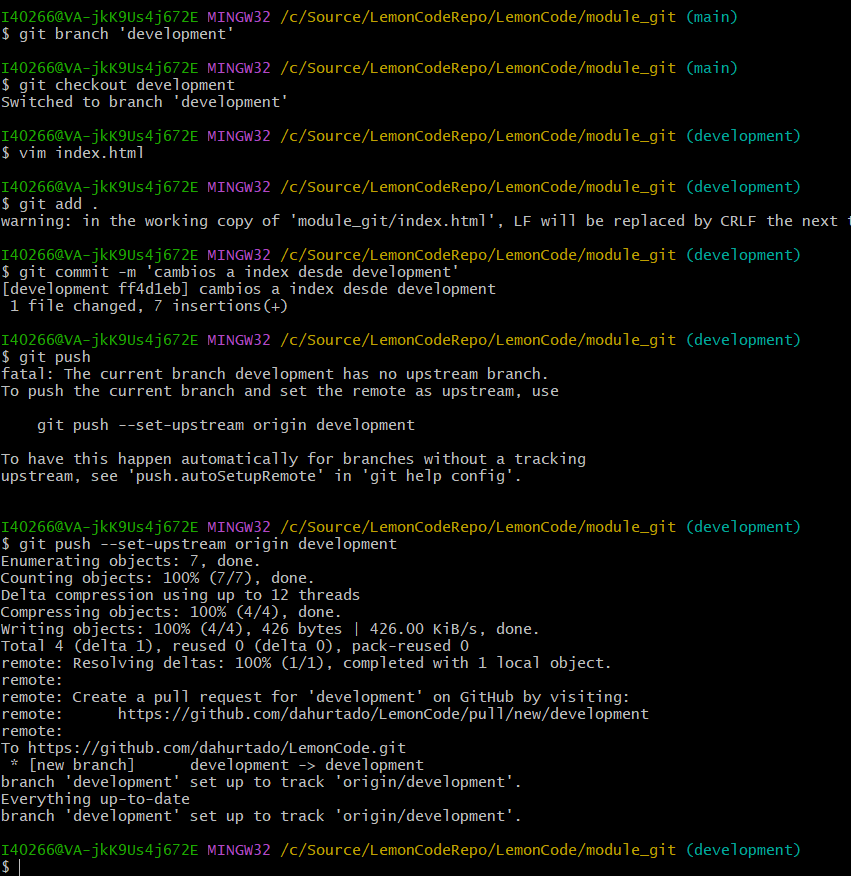 I40266@VA-jkK9Us4j672E MINGW32 /c/Source/LemonCodeRepo/LemonCode/module_git (main)
$ git branch 'development'
I40266@VA-jkK9Us4j672E MINGW32 /c/Source/LemonCodeRepo/LemonCode/module_git (main)
$ git checkout development
Switched to branch 'development'
I40266@VA-jkK9Us4j672E MINGW32 /c/Source/LemonCodeRepo/LemonCode/module_git (development)
$ vim index.html
I40266@VA-jkK9Us4j672E MINGW32 /c/Source/LemonCodeRepo/LemonCode/module_git (development)
$ git add .
warning: in the working copy of 'module_git/index.html', LF will be replaced by CRLF the next
I40266@VA-jkK9Us4j672E MINGW32 /c/Source/LemonCodeRepo/LemonCode/module_git (development)
$ git commit -m 'cambios a index desde development'
[development ff4d1eb] cambios a index desde development
 1 file changed, 7 insertions(+)
I40266@VA-jkK9Us4j672E MINGW32 /c/Source/LemonCodeRepo/LemonCode/module_git (development)
$ git push
fatal: The current branch development has no upstream branch.
To push the current branch and set the remote as upstream, use
    git push --set-upstream origin development
To have this happen automatically for branches without a tracking
upstream, see 'push.autoSetupRemote' in 'git help config'.
I40266@VA-jkK9Us4j672E MINGW32 /c/Source/LemonCodeRepo/LemonCode/module_git (development)
$ git push --set-upstream origin development
Enumerating objects: 7, done.
Counting objects: 100% (7/7), done.
Delta compression using up to 12 threads
Compressing objects: 100% (4/4), done.
Writing objects: 100% (4/4), 426 bytes | 426.00 KiB/s, done.
Total 4 (delta 1), reused 0 (delta 0), pack-reused 0
remote: Resolving deltas: 100% (1/1), completed with 1 local object.
remote:
remote: Create a pull request for 'development' on GitHub by visiting:
remote:      https://github.com/dahurtado/LemonCode/pull/new/development
remote:
To https://github.com/dahurtado/LemonCode.git
 * [new branch]      development -> development
branch 'development' set up to track 'origin/development'.
Everything up-to-date
branch 'development' set up to track 'origin/development'.
I40266@VA-jkK9Us4j672E MINGW32 /c/Source/LemonCodeRepo/LemonCode/module_git (development)
$